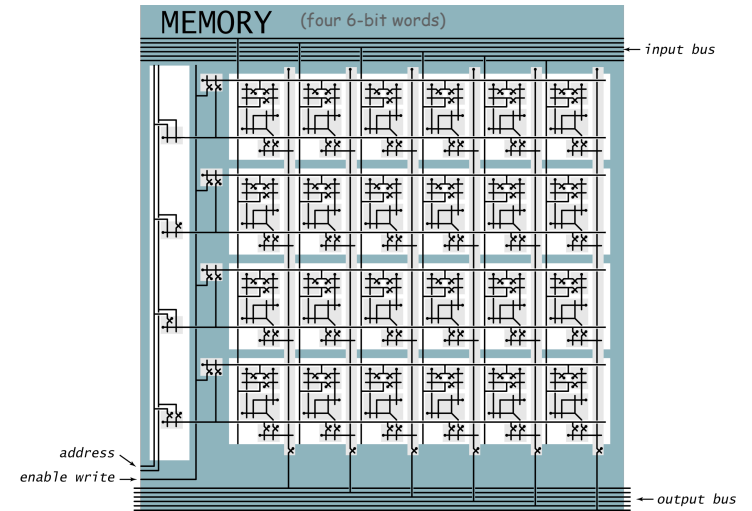 MEMORY (four 6-bit words)
input bus
address
enable write
output bus